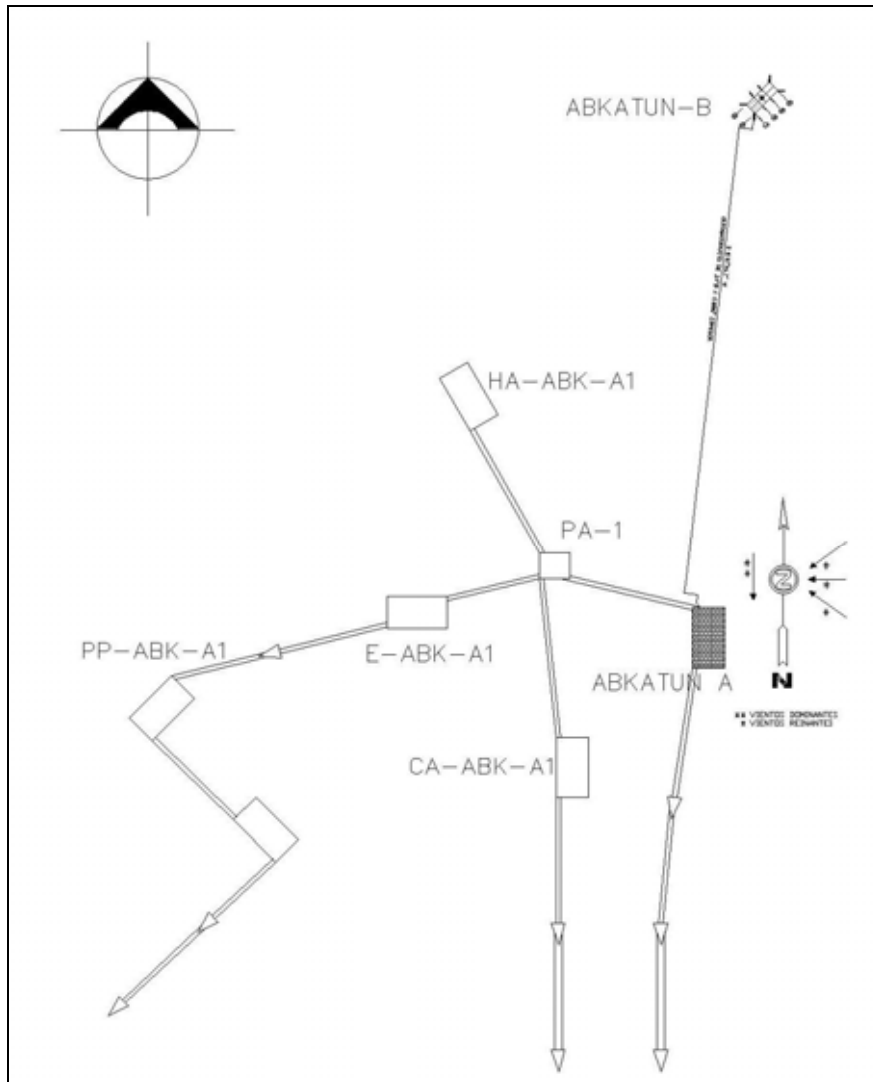 ABKATUN-B
HA-ABK-A1
PA-1
PP-ABK-A1
E-ABK-A1
ABKATUN A
N
N
** VIENTOS DOMINANTES
* VIENTOS REINANTES
CA-ABK-A1